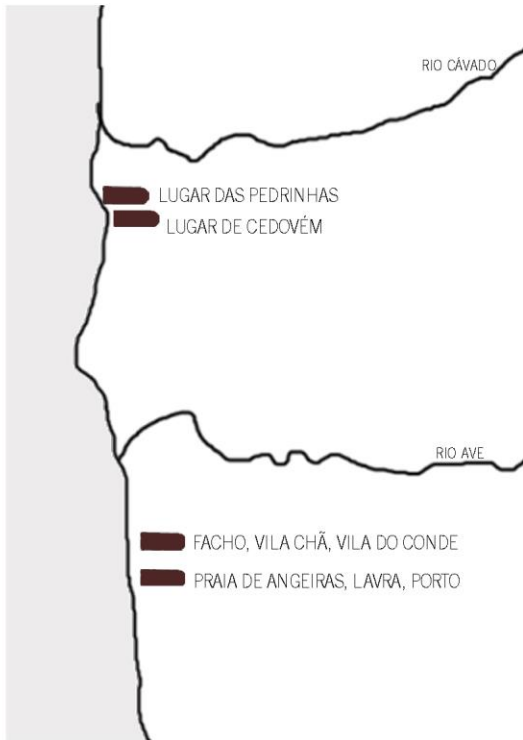 RIO CÁVADO
LUGAR DAS PEDRINHAS
LUGAR DE CEDOVÉM
RIO AVE
FACHO, VILA CHÃ, VILA DO CONDE
PRAIA DE ANGEIRAS, LAVRA, PORTO